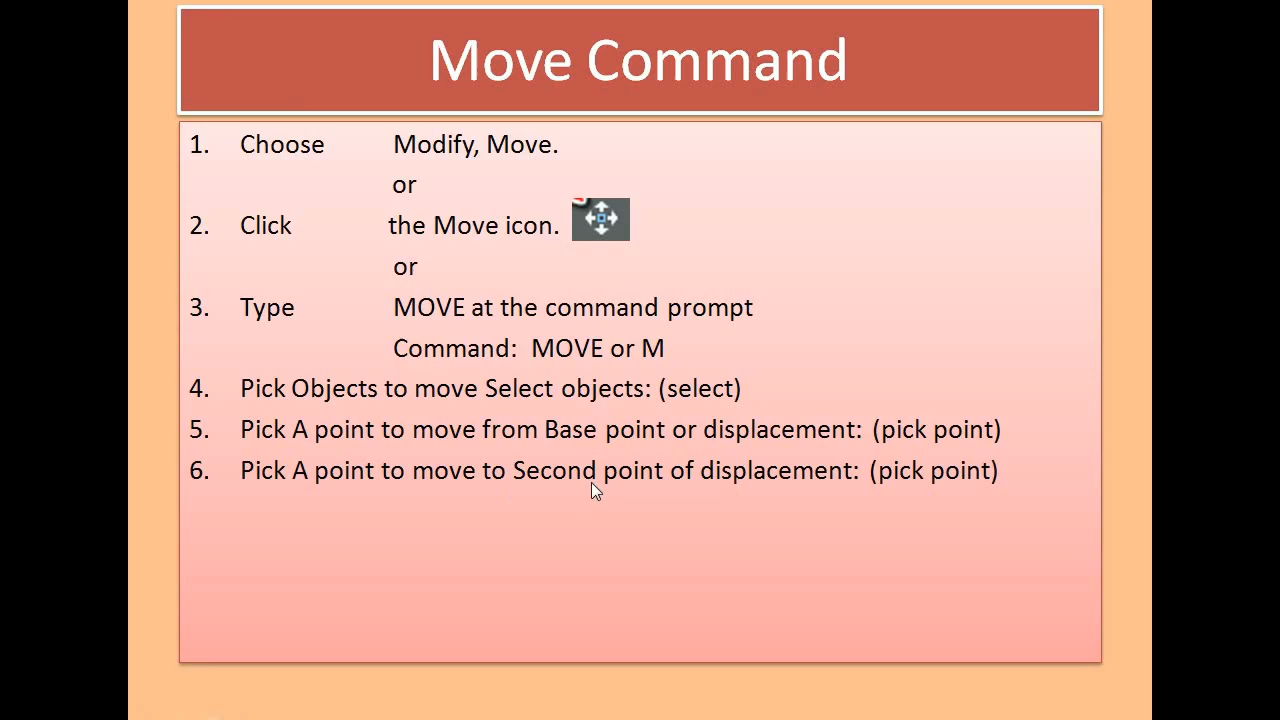 Move Command
1. Choose Modify, Move.
or
2. Click the Move icon.
or
3. Type MOVE at the command prompt
Command: MOVE or M
4. Pick Objects to move Select objects: (select)
5. Pick A point to move from Base point or displacement: (pick point)
6. Pick A point to move to Second point of displacement: (pick point)